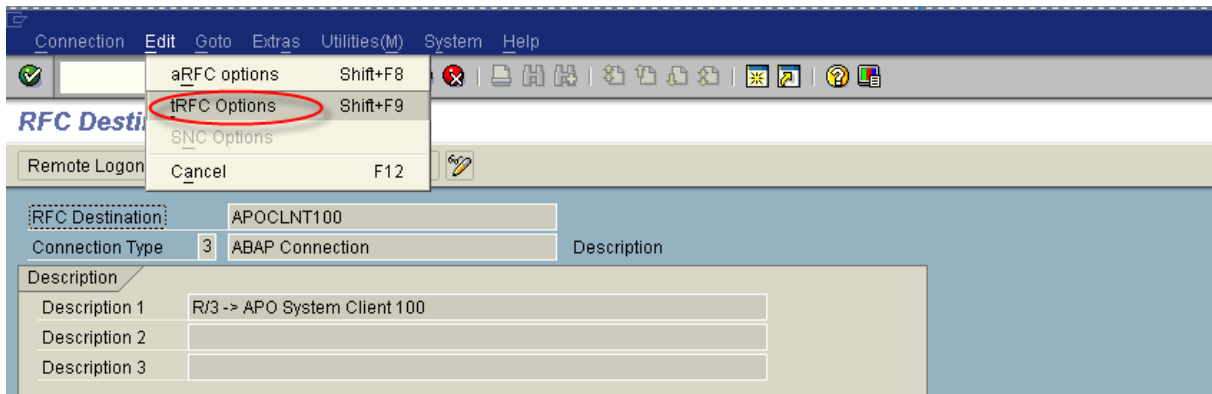 Connection Edit Goto Extras Utilities(M) System Help
aRFC options Shift+F8
tRFC Options Shift+F9
RFC Desti
SNC Options
Remote Logon
Cancel F12
RFC Destination APOCLNT100
Connection Type 3 ABAP Connection Description
Description
Description 1 R/3 -> APO System Client 100
Description 2
Description 3